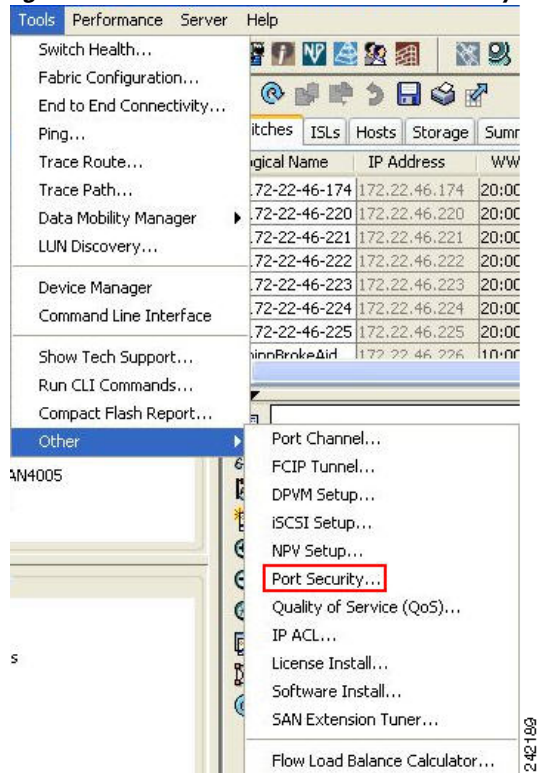 Tools Performance Server Help
Switch Health...
Fabric Configuration...
End to End Connectivity...
Ping...
Trace Route...
Trace Path...
Data Mobility Manager
LUN Discovery...
Device Manager
Command Line Interface
Show Tech Support...
Run CLI Commands...
Compact Flash Report...
Other
itches ISLs Hosts Storage Summ
gical Name IP Address WW
.72-22-46-174 172.22.46.174 20:00
.72-22-46-220 172.22.46.220 20:00
.72-22-46-221 172.22.46.221 20:00
.72-22-46-222 172.22.46.222 20:00
.72-22-46-223 172.22.46.223 20:00
.72-22-46-224 172.22.46.224 20:00
.72-22-46-225 172.22.46.225 20:00
172.22.46.226 10:00
AN4005
s
Port Channel...
FCIP Tunnel...
DPVM Setup...
iSCSI Setup...
NPV Setup...
Port Security...
Quality of Service (QoS)...
IP ACL...
License Install...
Software Install...
SAN Extension Tuner...
Flow Load Balance Calculator...
242189